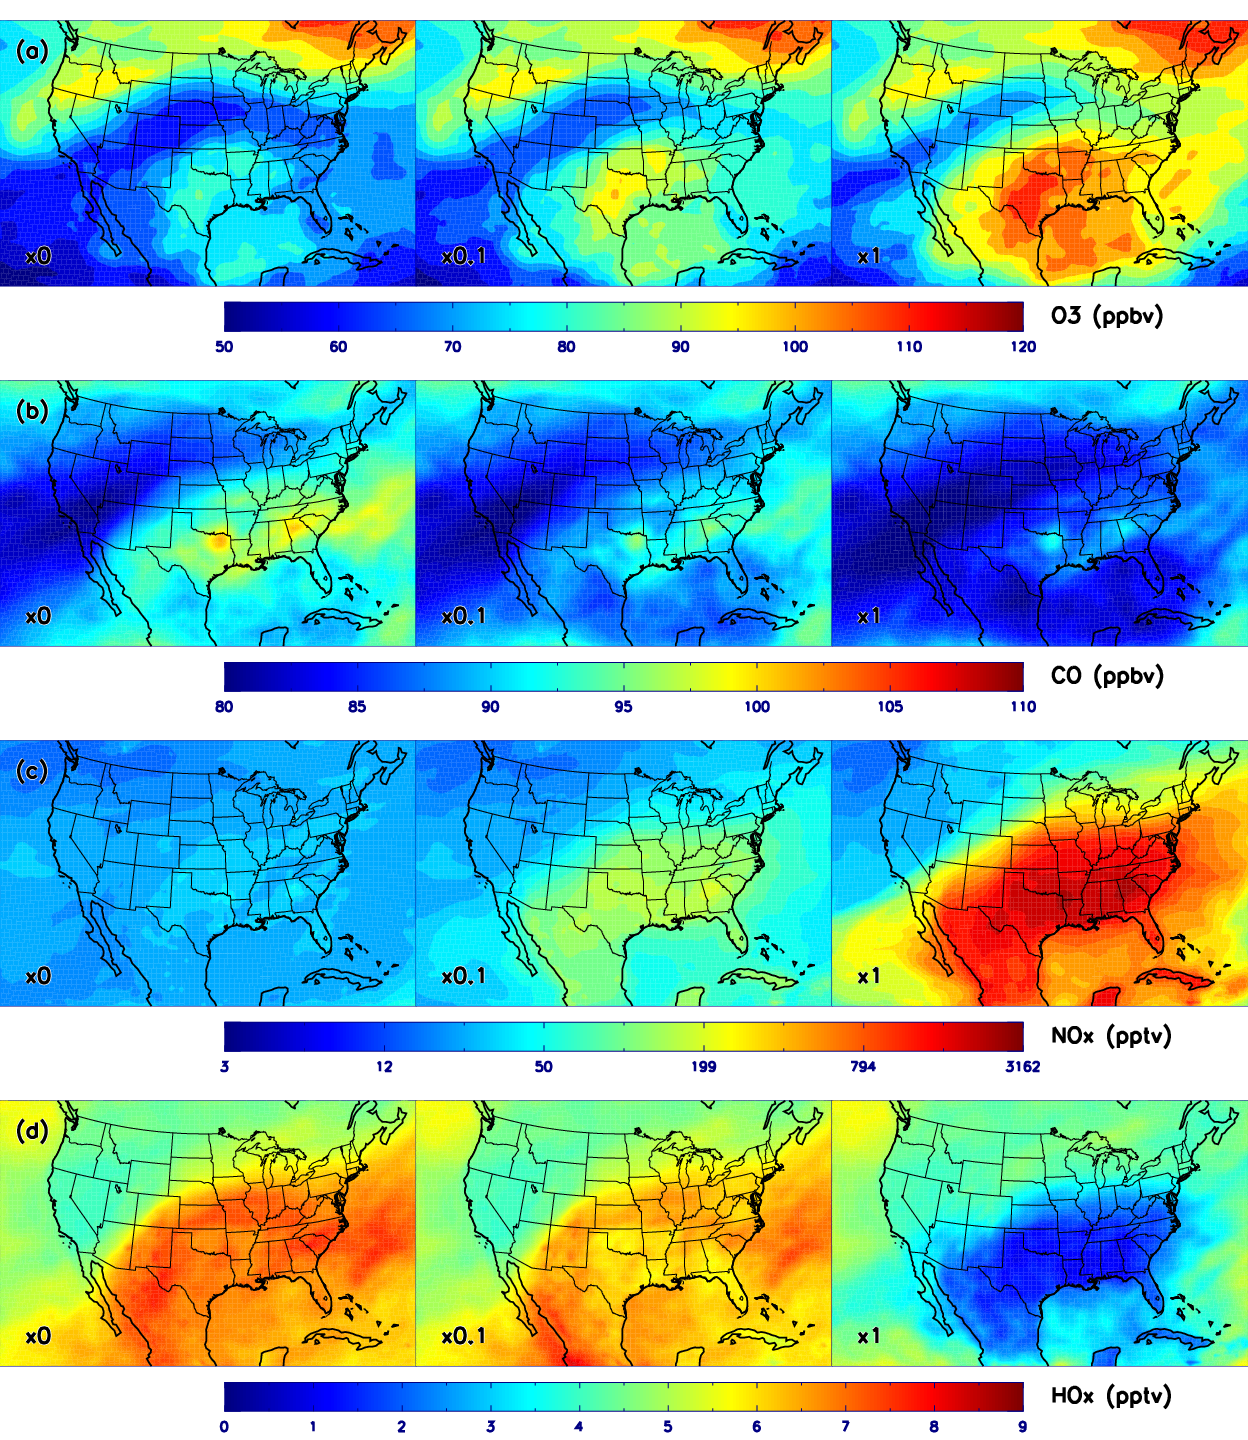 (a)
x0
x0.1
x1
50 60 70 80 90 100 110 120
O3 (ppbv)
(b)
x0
x0.1
x1
80 85 90 95 100 105 110
CO (ppbv)
(c)
x0
x0.1
x1
3 12 50 199 794 3162
NOx (pptv)
(d)
x0
x0.1
x1
0 1 2 3 4 5 6 7 8 9
HOx (pptv)